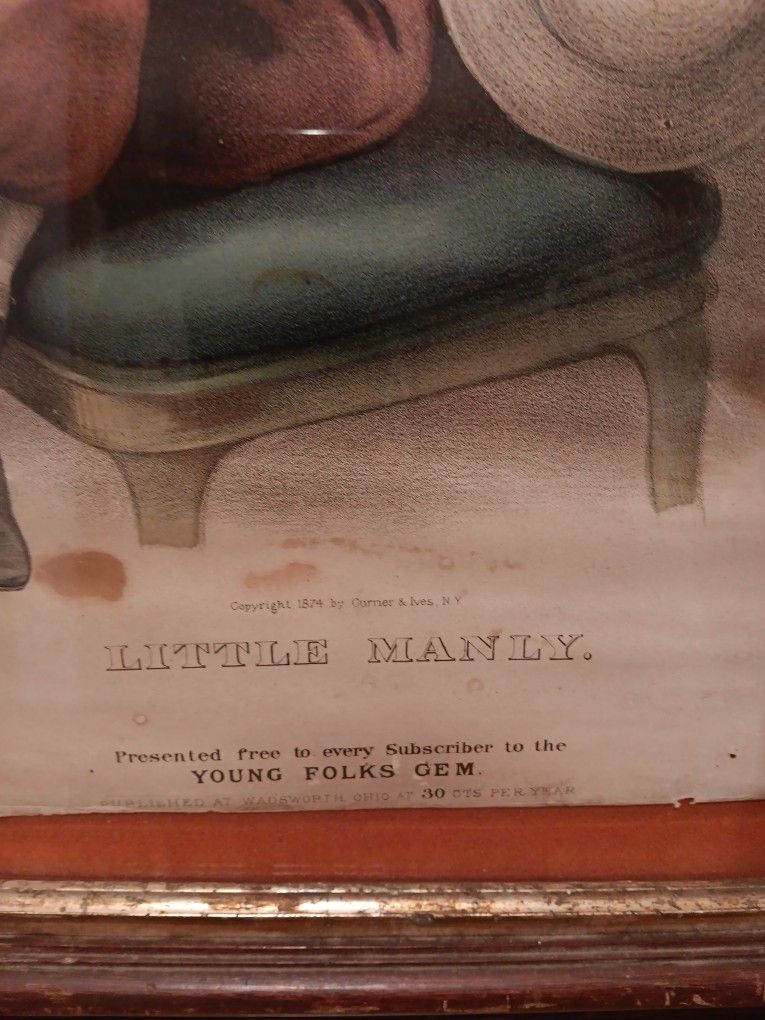 Copyright, 1874 by Currier & Ives, N.Y.
LITTLE MANLY.
Presented free to every Subscriber to the
YOUNG FOLKS GEM.
PUBLISHED AT WADSWORTH, OHIO AT 30 CTS PER YEAR